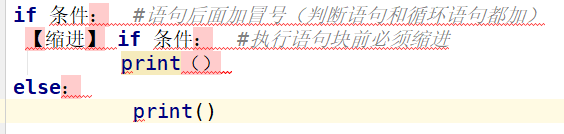 if 条件： #语句后面加冒号（判断语句和循环语句都加）
【缩进】 if 条件： #执行语句块前必须缩进
print（）
else：
print()